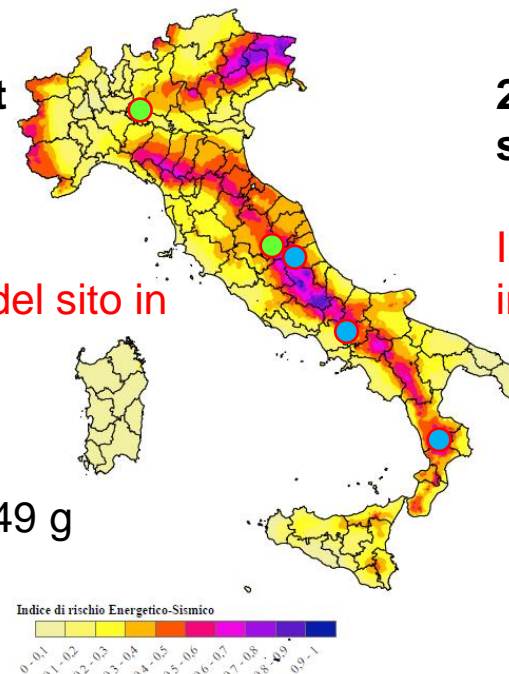 t
2
s
I
del sito in
in
49 g
Indice di rischio Energetico-Sismico
0 - 0,1
0,1 - 0,2
0,2 - 0,3
0,3 - 0,4
0,4 - 0,5
0,5 - 0,6
0,6 - 0,7
0,7 - 0,8
0,8 - 0,9
0,9 - 1